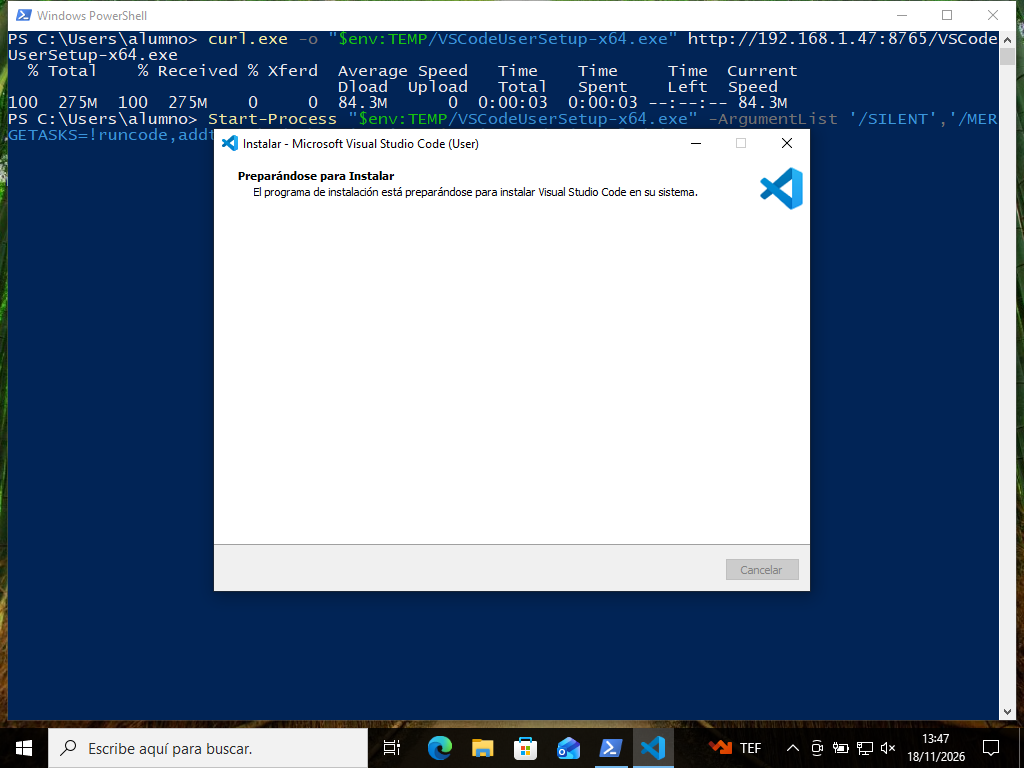 Windows PowerShell
PS C:\Users\alumno> curl.exe -o "$env:TEMP/VSCodeUserSetup-x64.exe" http://192.168.1.47:8765/VSCode
UserSetup-x64.exe
% Total % Received % Xferd Average Speed Time Time Time Current
Dload Upload Total Spent Left Speed
100 275M 100 275M 0 0 84.3M 0 0:00:03 0:00:03 --:--:-- 84.3M
PS C:\Users\alumno> Start-Process "$env:TEMP/VSCodeUserSetup-x64.exe" -ArgumentList '/SILENT','/MER
GETASKS=!runcode,addt
Instalar - Microsoft Visual Studio Code (User)
Preparándose para Instalar
El programa de instalación está preparándose para instalar Visual Studio Code en su sistema.
Cancelar
Escribe aquí para buscar.
TEF
13:47
18/11/2026